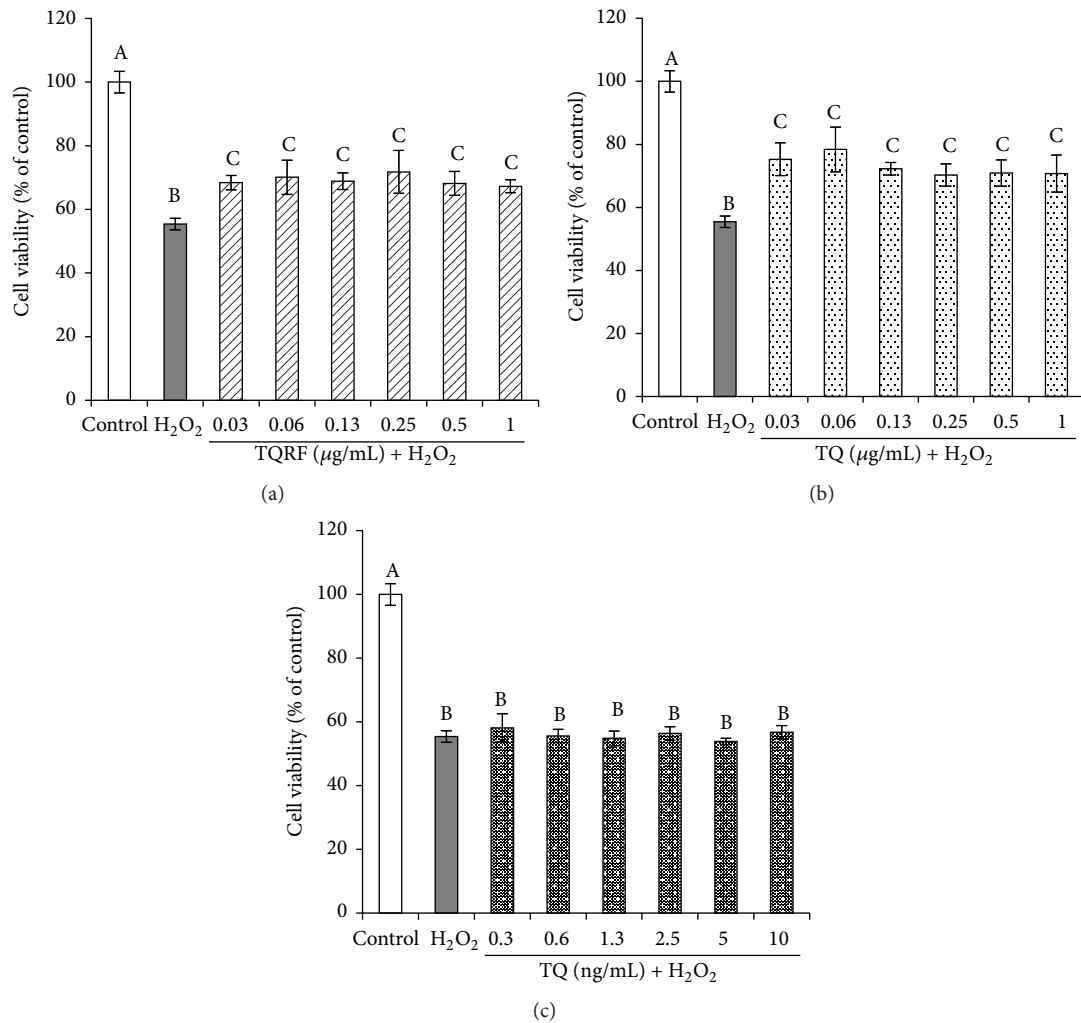 120
100
80
60
40
20
0
Cell viability (% of control)
A
B
C
C
C
C
C
C
Control
H₂O₂
0.03
0.06
0.13
0.25
0.5
1
TQRF (μg/mL) + H₂O₂
(a)
120
100
80
60
40
20
0
Cell viability (% of control)
A
B
C
C
C
C
C
C
Control
H₂O₂
0.03
0.06
0.13
0.25
0.5
1
TQ (μg/mL) + H₂O₂
(b)
120
100
80
60
40
20
0
Cell viability (% of control)
A
B
B
B
B
B
B
B
Control
H₂O₂
0.3
0.6
1.3
2.5
5
10
TQ (ng/mL) + H₂O₂
(c)